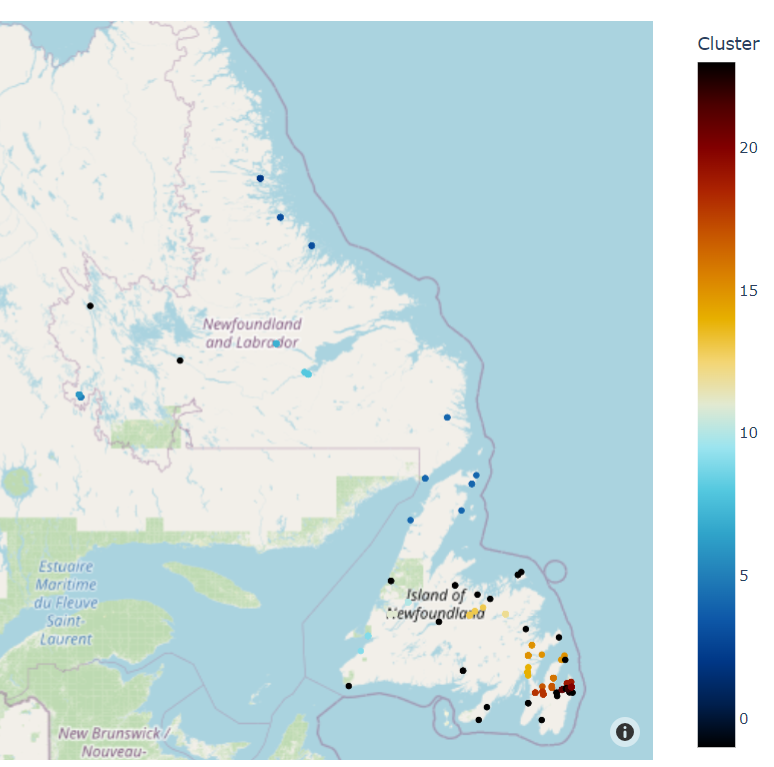 Cluster
20
15
10
5
0
Newfoundland
and Labrador
Estuaire
Maritime
du Fleuve
Saint-
Laurent
Island of
Newfoundland
New Brunswick /
Nouveau-